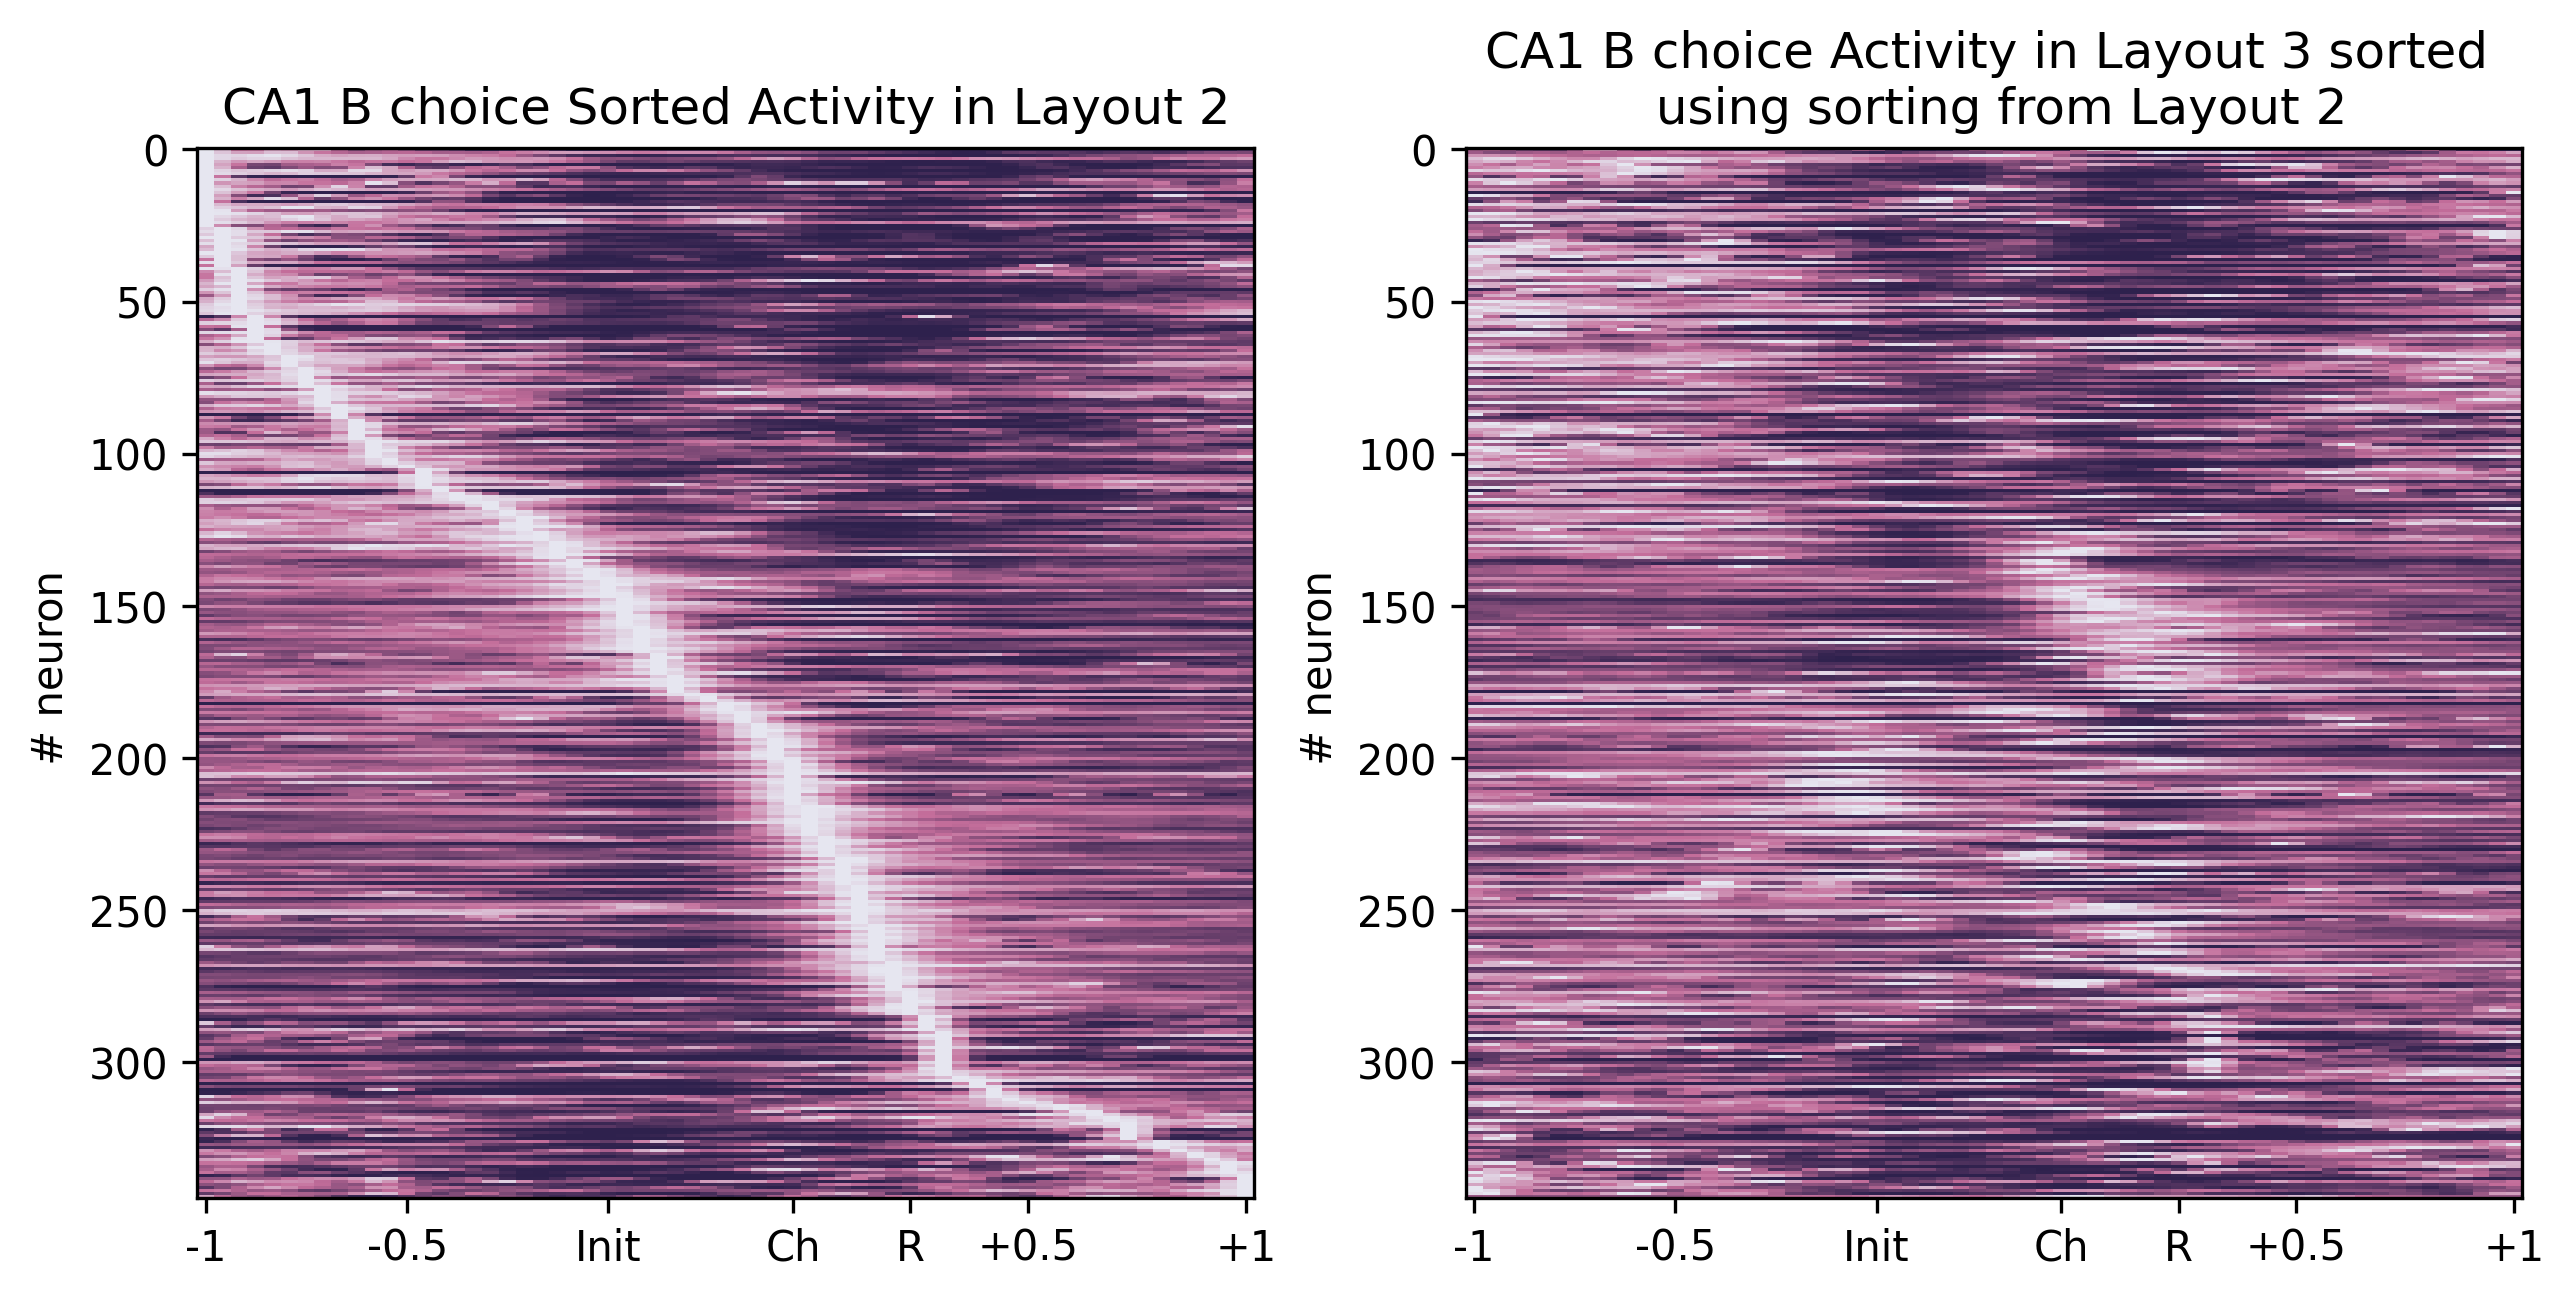 CA1 B choice Sorted Activity in Layout 2
0
50
100
150
200
250
300
# neuron
-1 -0.5 Init Ch R +0.5 +1
CA1 B choice Activity in Layout 3 sorted
using sorting from Layout 2
0
50
100
150
200
250
300
# neuron
-1 -0.5 Init Ch R +0.5 +1